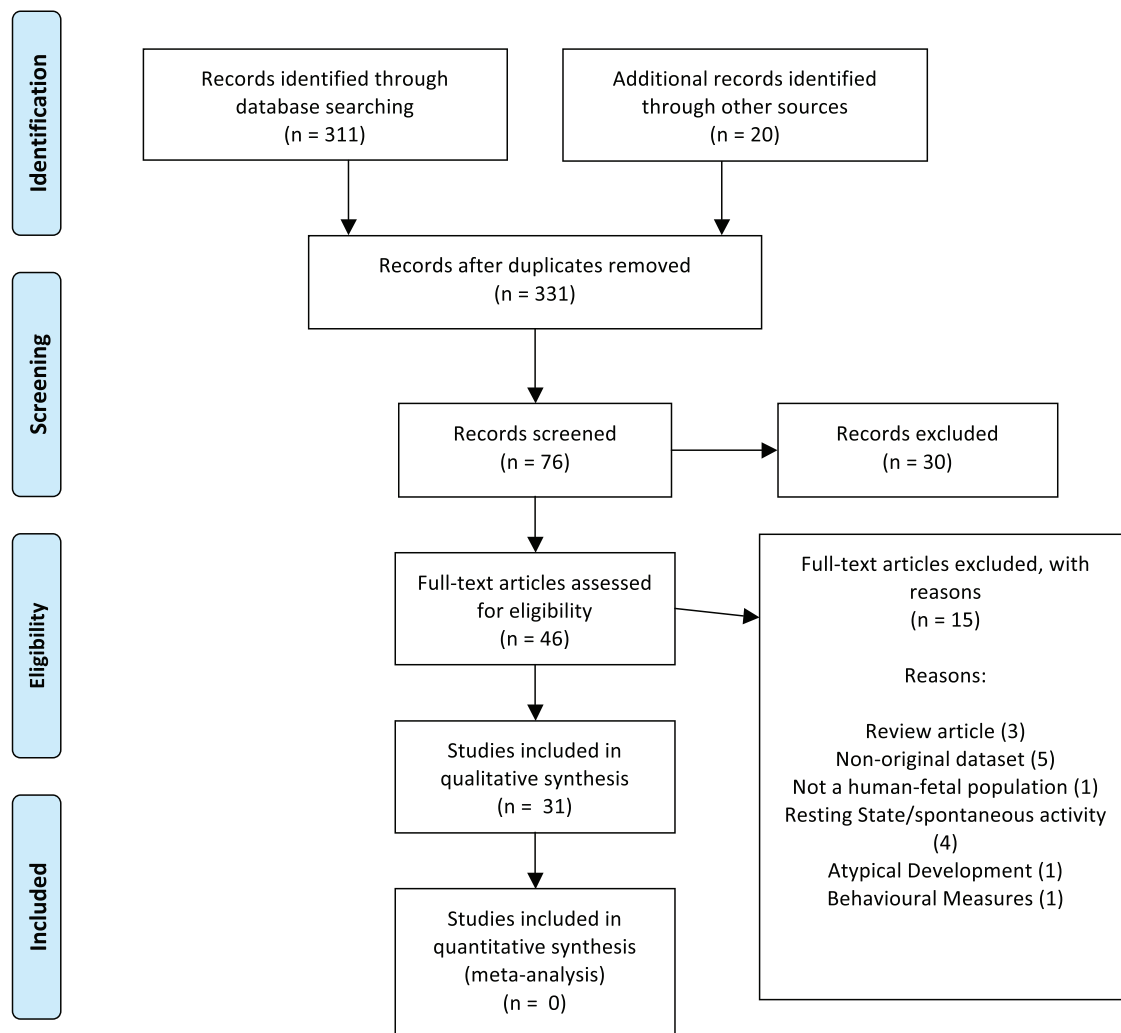 Identification
Records identified through
database searching
(n = 311)
Additional records identified
through other sources
(n = 20)
Records after duplicates removed
(n = 331)
Screening
Records screened
(n = 76)
Records excluded
(n = 30)
Eligibility
Full-text articles assessed
for eligibility
(n = 46)
Full-text articles excluded, with
reasons
(n = 15)
Reasons:
Review article (3)
Non-original dataset (5)
Not a human-fetal population (1)
Resting State/spontaneous activity
(4)
Atypical Development (1)
Behavioural Measures (1)
Studies included in
qualitative synthesis
(n = 31)
Included
Studies included in
quantitative synthesis
(meta-analysis)
(n = 0)